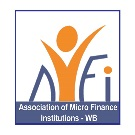 AMFI
Association of Micro Finance
Institutions - WB